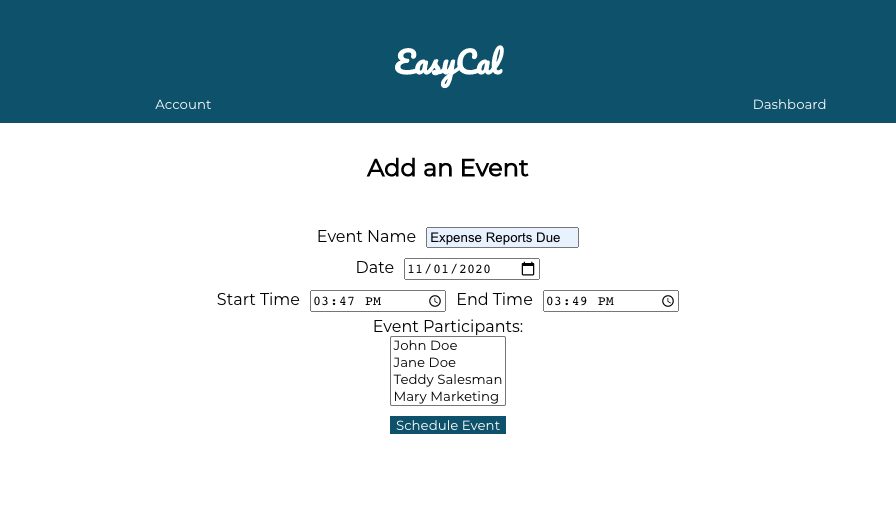 EasyCal
Account Dashboard
Add an Event
Event Name Expense Reports Due
Date 11/01/2020
Start Time 03:47 PM End Time 03:49 PM
Event Participants:
John Doe
Jane Doe
Teddy Salesman
Mary Marketing
Schedule Event